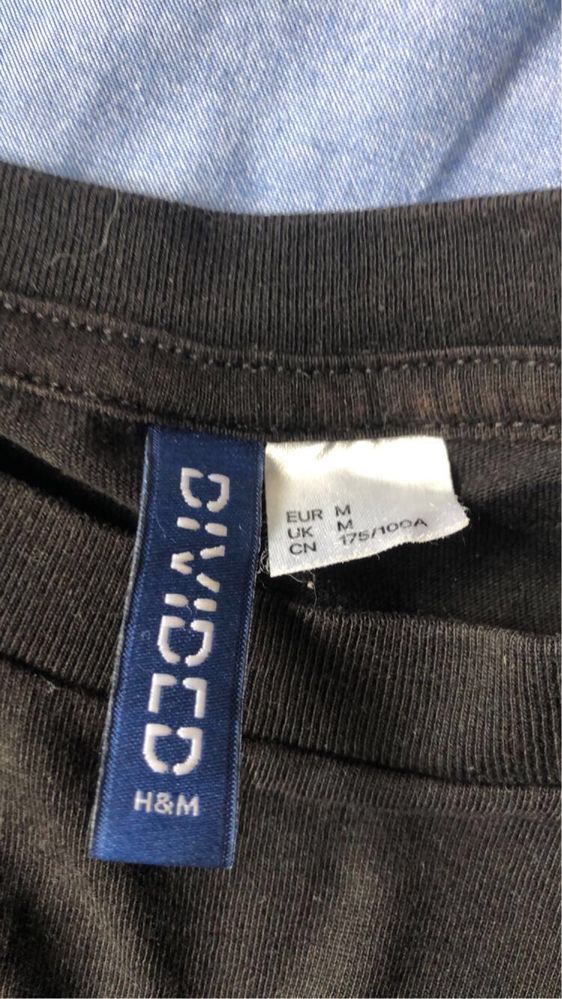 DIVIDED
H&M
EUR M
UK M
CN 175/100A